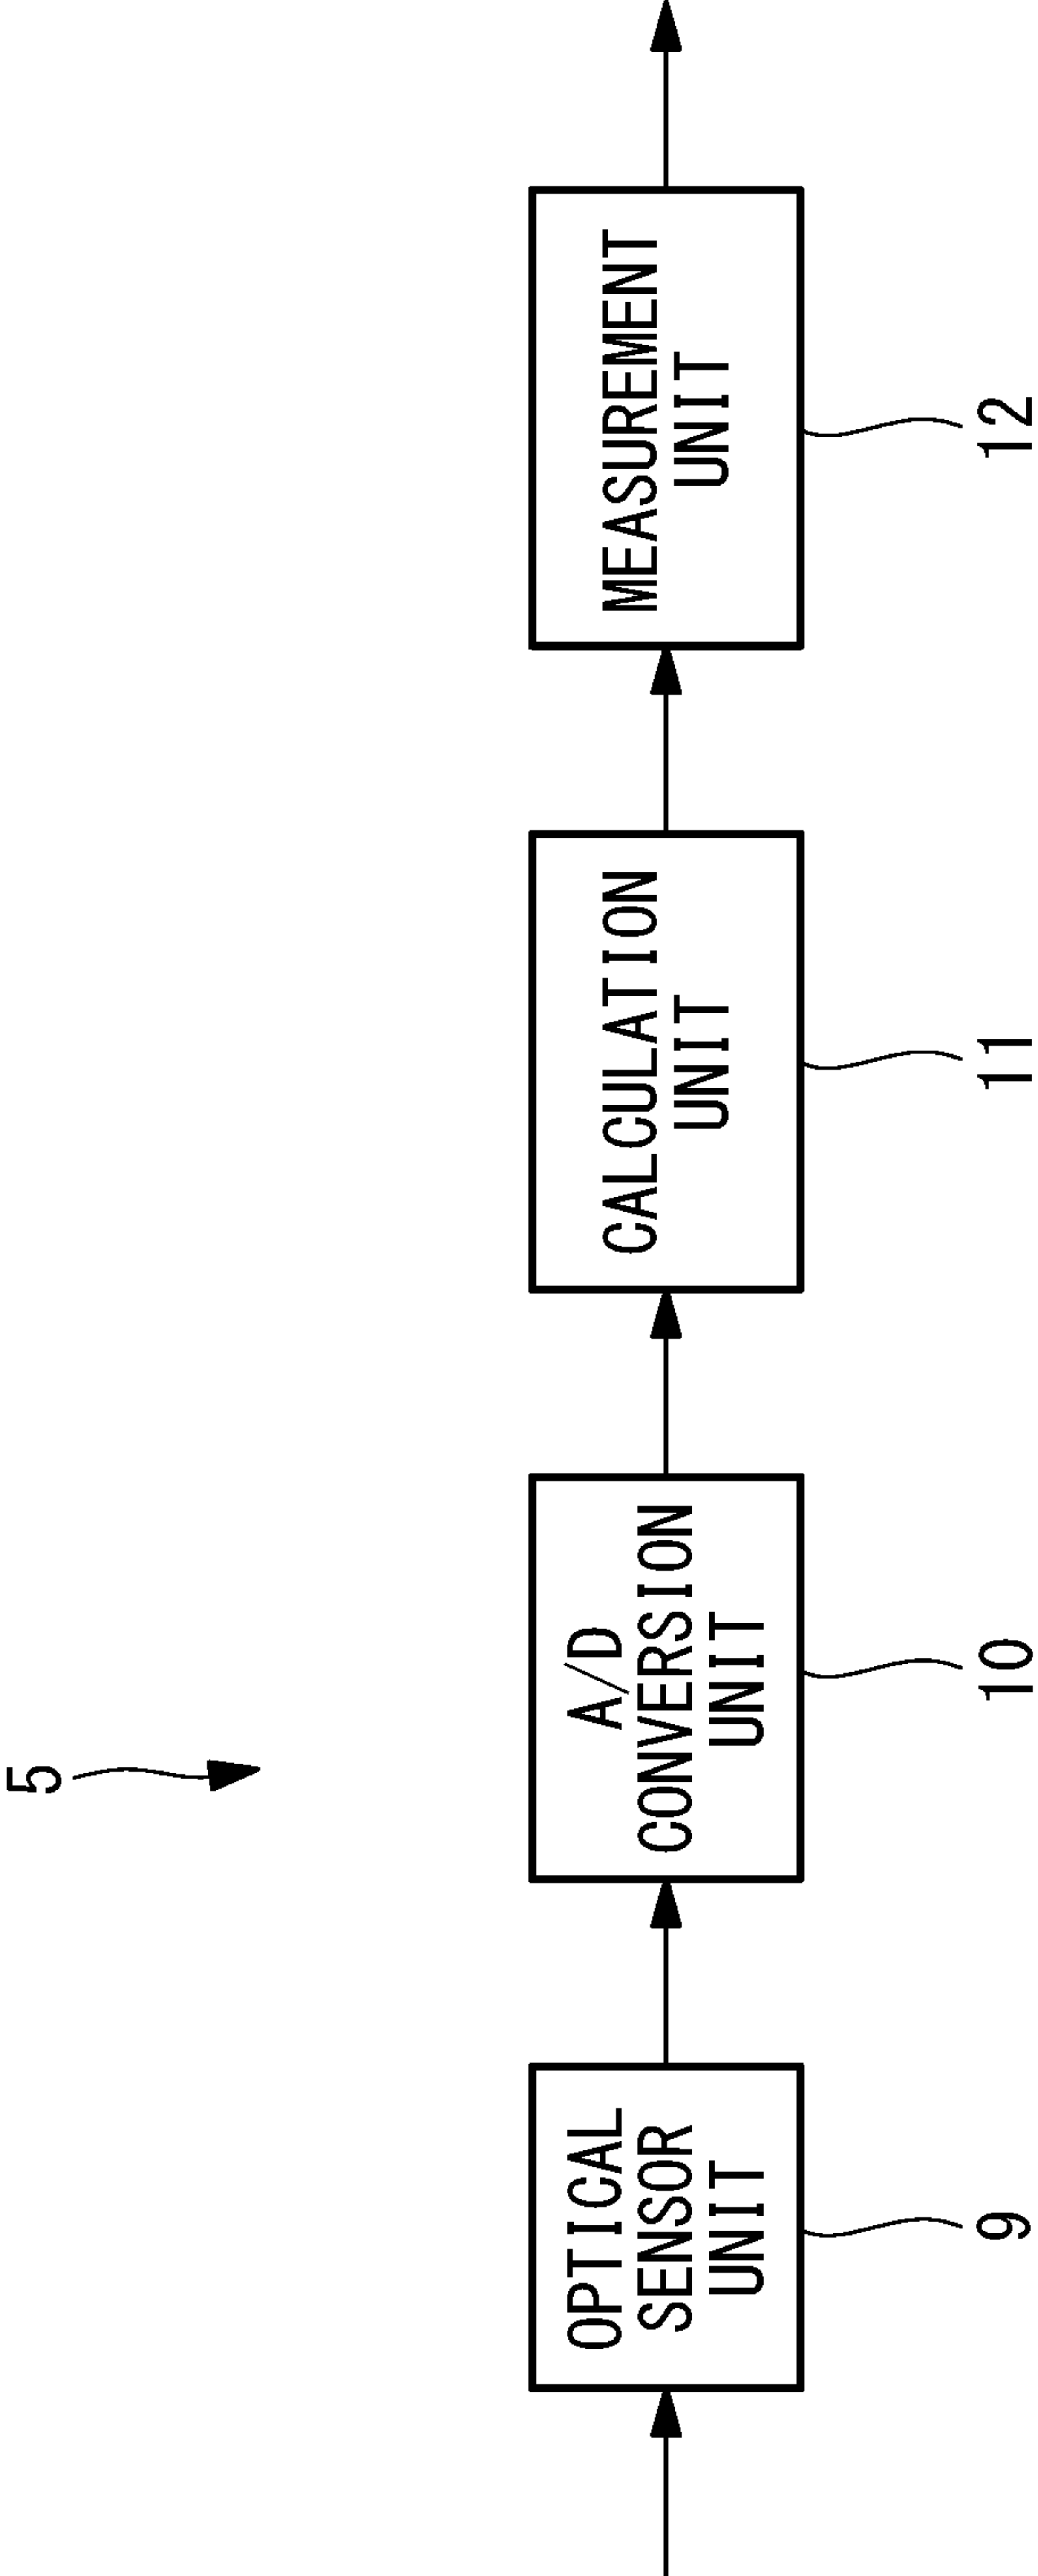 5
OPTICAL
SENSOR
UNIT
A/D
CONVERSION
UNIT
CALCULATION
UNIT
MEASUREMENT
UNIT
9
10
11
12